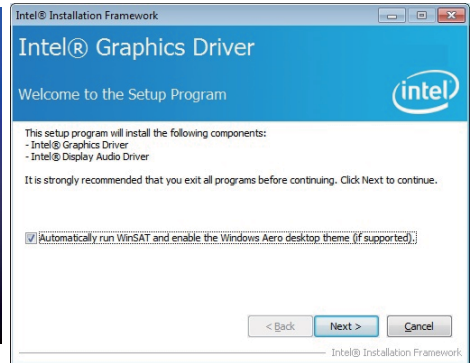 Intel® Installation Framework
Intel® Graphics Driver
Welcome to the Setup Program
intel
This setup program will install the following components:
- Intel® Graphics Driver
- Intel® Display Audio Driver
It is strongly recommended that you exit all programs before continuing. Click Next to continue.
Automatically run WinSAT and enable the Windows Aero desktop theme (if supported).
< Back Next > Cancel
Intel® Installation Framework